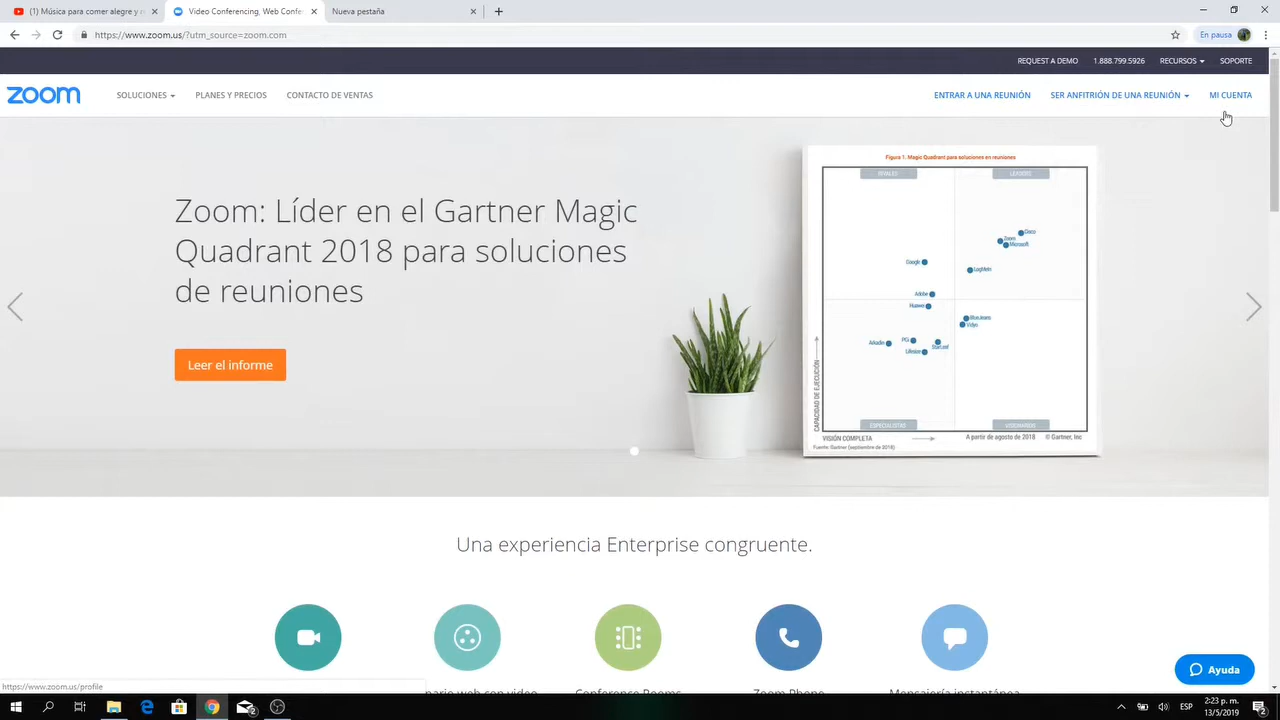 (1) Música para comer alegre y
Video Conferencing, Web Confe
Nueva pestaña
https://www.zoom.us/?utm_source=zoom.com
En pausa
REQUEST A DEMO
1.888.799.5926
RECURSOS
SOPORTE
zoom
SOLUCIONES
PLANES Y PRECIOS
CONTACTO DE VENTAS
ENTRAR A UNA REUNIÓN
SER ANFITRIÓN DE UNA REUNIÓN
MI CUENTA
Zoom: Líder en el Gartner Magic
Quadrant 2018 para soluciones
de reuniones
Leer el informe
Figura 1. Magic Quadrant para soluciones en reuniones
RIVALES
LÍDERES
Cisco
Zoom
Microsoft
Google
LogMeIn
Adobe
Huawei
BlueJeans
Vidyo
Arkadin
PGi
StarLeaf
Lifesize
CAPACIDAD DE EJECUCIÓN
ESPECIALISTAS
VISIONARIOS
VISIÓN COMPLETA
A partir de agosto de 2018
© Gartner, Inc
Fuente: Gartner (septiembre de 2018)
Una experiencia Enterprise congruente.
Ayuda
https://www.zoom.us/profile
nario web con video
Conference Rooms
Zoom Phone
Mensajería instantánea
ESP
2:23 p. m.
13/5/2019